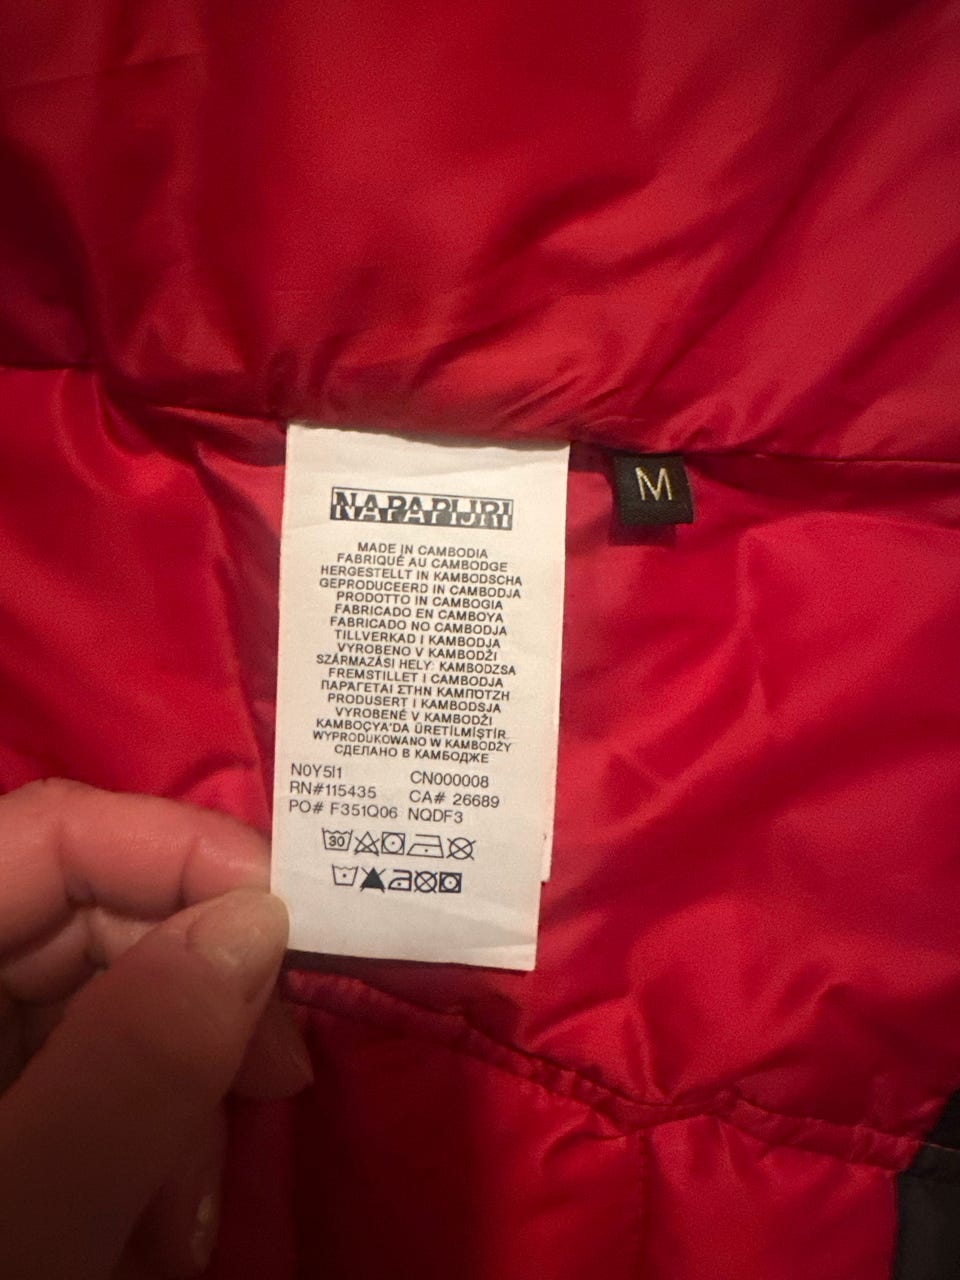 NAPAPIJRI
M
MADE IN CAMBODIA
FABRIQUÉ AU CAMBODGE
HERGESTELLT IN KAMBODSCHA
GEPRODUCEERD IN CAMBODJA
PRODOTTO IN CAMBOGIA
FABRICADO EN CAMBOYA
FABRICADO NO CAMBODJA
TILLVERKAD I KAMBODJA
VYROBENO V KAMBODŽI
SZÁRMAZÁSI HELY: KAMBODZSA
FREMSTILLET I CAMBODJA
ΠΑΡΆΓΕΤΑΙ ΣΤΗΝ ΚΑΜΠΌΤΖΗ
PRODUSERT I KAMBODSJA
VYROBENÉ V KAMBODŽI
KAMBOÇYA'DA ÜRETİLMİŞTİR.
WYPRODUKOWANO W KAMBODŻY
СДЕЛАНО В КАМБОДЖЕ
N0Y5I1 CN000008
RN#115435 CA# 26689
PO# F351Q06 NQDF3
30